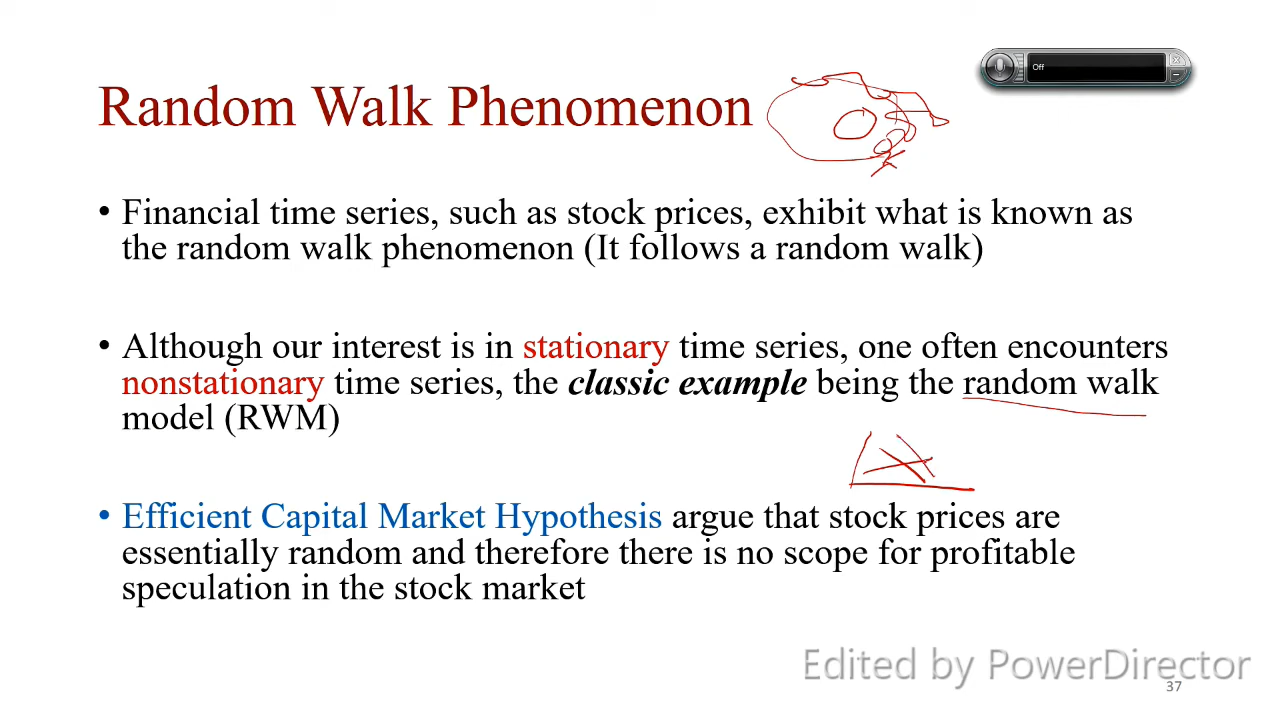 Off
Random Walk Phenomenon
• Financial time series, such as stock prices, exhibit what is known as
the random walk phenomenon (It follows a random walk)
• Although our interest is in stationary time series, one often encounters
nonstationary time series, the classic example being the random walk
model (RWM)
• Efficient Capital Market Hypothesis argue that stock prices are
essentially random and therefore there is no scope for profitable
speculation in the stock market
Edited by PowerDirector
37